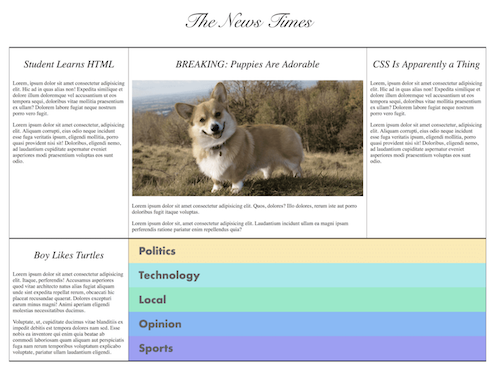 The News Times
Student Learns HTML
Lorem, ipsum dolor sit amet consectetur adipisicing
elit. Hic ad in quas alias non! Expedita similique et
dolore illum doloremque vel accusantium ut eos
tempora sequi, doloribus vitae mollitia praesentium
ex ullam? Dolorem labore fugiat neque nostrum
porro vero fugit.
Lorem, ipsum dolor sit amet consectetur adipisicing
elit. Aliquam corrupti, eius odio neque incidunt
esse fuga veritatis ipsam, eligendi mollitia, porro
quasi provident nisi sit! Doloribus, eligendi nemo,
ad laudantium cupiditate aspernatur eveniet
asperiores modi praesentium voluptas eos sunt
odio.
BREAKING: Puppies Are Adorable
Lorem ipsum dolor sit amet consectetur adipisicing elit. Quos, dolores? Illo dolores, rerum iste aut porro
doloribus fugit itaque voluptas.
Lorem ipsum dolor sit, amet consectetur adipisicing elit. Laudantium incidunt ullam ea magni ipsum
perferendis ratione pariatur enim repellendus quia?
CSS Is Apparently a Thing
Lorem, ipsum dolor sit amet consectetur adipisicing
elit. Hic ad in quas alias non! Expedita similique et
dolore illum doloremque vel accusantium ut eos
tempora sequi, doloribus vitae mollitia praesentium
ex ullam? Dolorem labore fugiat neque nostrum
porro vero fugit.
Lorem, ipsum dolor sit amet consectetur adipisicing
elit. Aliquam corrupti, eius odio neque incidunt
esse fuga veritatis ipsam, eligendi mollitia, porro
quasi provident nisi sit! Doloribus, eligendi nemo,
ad laudantium cupiditate aspernatur eveniet
asperiores modi praesentium voluptas eos sunt
odio.
Boy Likes Turtles
Lorem ipsum dolor sit amet consectetur adipisicing
elit. Itaque, perferendis! Accusamus asperiores
quod vitae architecto natus alias fugiat aliquam
unde sint expedita repellat rerum, obcaecati hic
placeat recusandae quaerat. Dolores excepturi
earum minus magni! Animi aperiam eligendi
molestias necessitatibus ducimus.
Voluptate, ut, cupiditate ducimus vitae blanditiis ex
impedit debitis est tempora dolores nam sed. Esse
nobis ea inventore qui enim quia beatae ab
commodi laboriosam quam aliquam aut perspiciatis
fuga nam rerum temporibus voluptatum explicabo
voluptate, pariatur ullam laudantium eligendi.
Politics
Technology
Local
Opinion
Sports